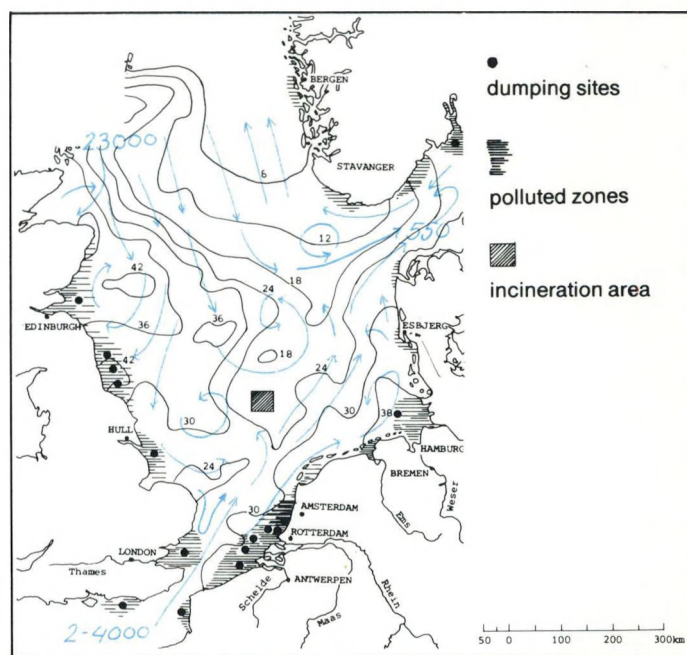 BERGEN
STAVANGER
23000
6
12
550
18
24
42
36
36
18
EDINBURGH
ESBJERG
42
24
30
30
38
HULL
HAMBURG
BREMEN
24
Weser
Ems
30
AMSTERDAM
ROTTERDAM
LONDON
Thames
ANTWERPEN
Schelde
Maas
Rhein
2-4000
dumping sites
polluted zones
incineration area
50 0 100 200 300km